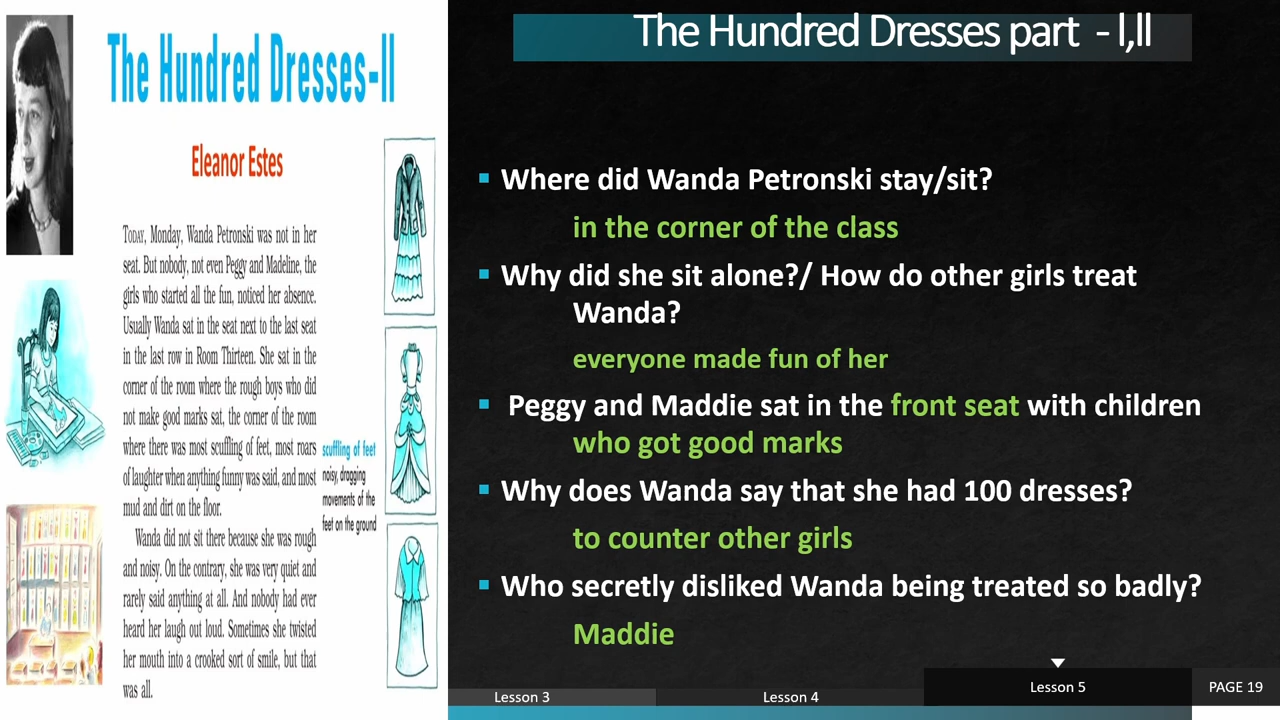 The Hundred Dresses-II
Eleanor Estes
TODAY, Monday, Wanda Petronski was not in her
seat. But nobody, not even Peggy and Madeline, the
girls who started all the fun, noticed her absence.
Usually Wanda sat in the seat next to the last seat
in the last row in Room Thirteen. She sat in the
corner of the room where the rough boys who did
not make good marks sat, the corner of the room
where there was most scuffling of feet, most roars
of laughter when anything funny was said, and most
mud and dirt on the floor.
Wanda did not sit there because she was rough
and noisy. On the contrary, she was very quiet and
rarely said anything at all. And nobody had ever
heard her laugh out loud. Sometimes she twisted
her mouth into a crooked sort of smile, but that
was all.
scuffling of feet
noisy, dragging
movements of the
feet on the ground
The Hundred Dresses part - l,ll
▪ Where did Wanda Petronski stay/sit?
in the corner of the class
▪ Why did she sit alone?/ How do other girls treat
Wanda?
everyone made fun of her
▪ Peggy and Maddie sat in the front seat with children
who got good marks
▪ Why does Wanda say that she had 100 dresses?
to counter other girls
▪ Who secretly disliked Wanda being treated so badly?
Maddie
Lesson 3
Lesson 4
Lesson 5
PAGE 19